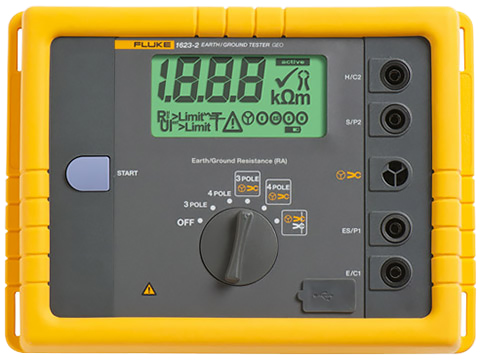 FLUKE 1623-2 EARTH/GROUND TESTER GEO
active
1.8.8.8
kΩm
>Limit
UI >Limit
H/C2
S/P2
ES/P1
E/C1
START
Earth/Ground Resistance (RA)
3 POLE
4 POLE
4 POLE
3 POLE
OFF